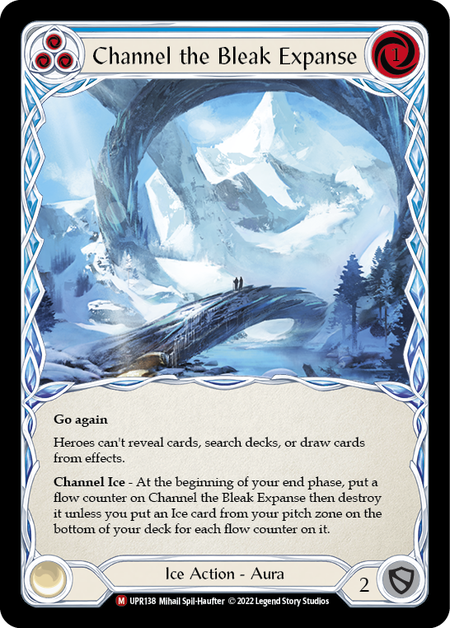 Channel the Bleak Expanse
1
Go again
Heroes can't reveal cards, search decks, or draw cards
from effects.
Channel Ice - At the beginning of your end phase, put a
flow counter on Channel the Bleak Expanse then destroy
it unless you put an Ice card from your pitch zone on the
bottom of your deck for each flow counter on it.
Ice Action - Aura
2
M UPR138 Mihail Spil-Haufter © 2022 Legend Story Studios